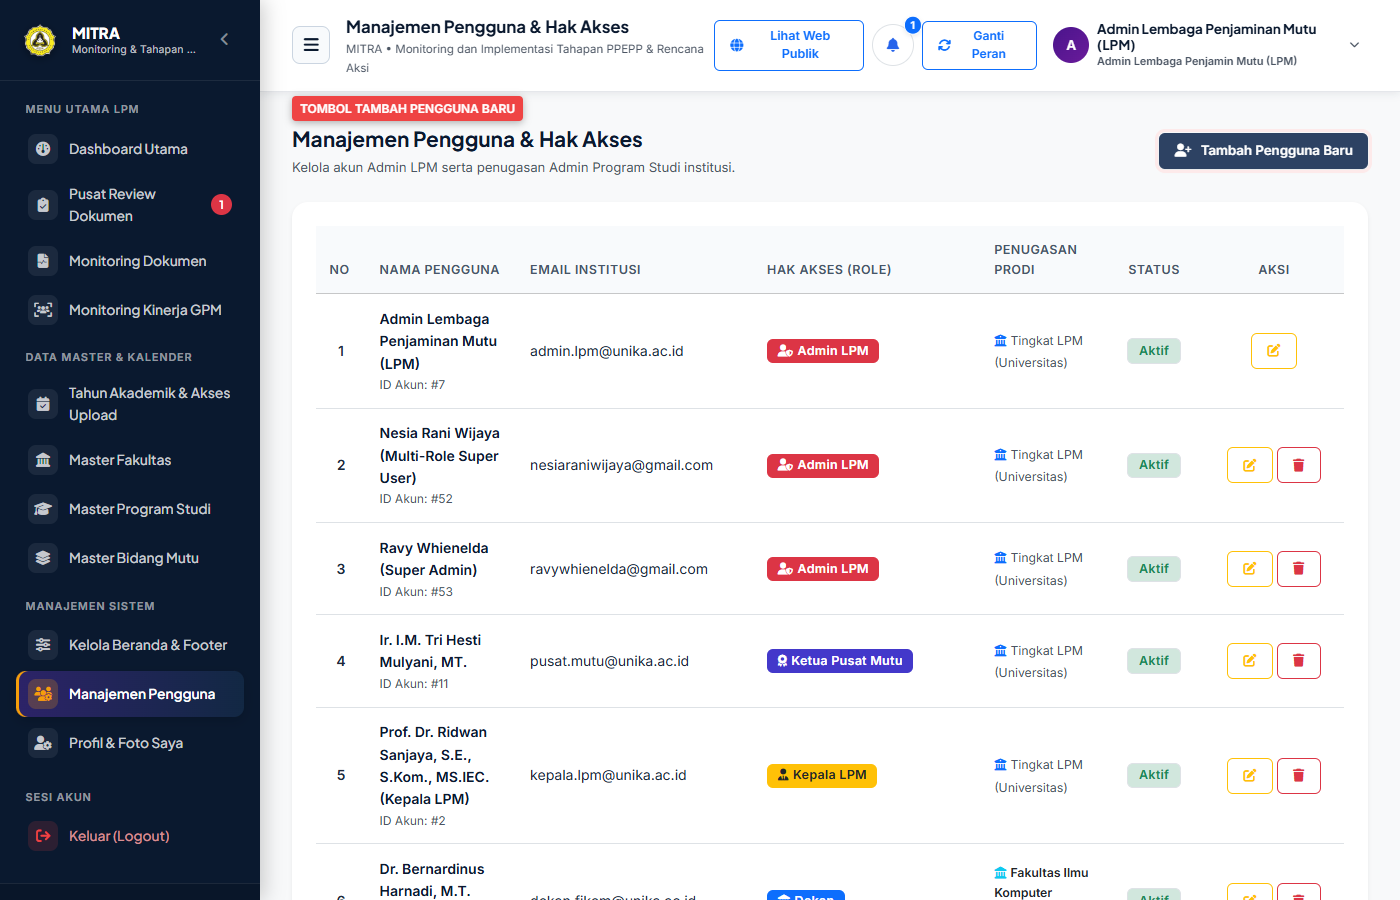 MITRA
Monitoring & Tahapan ...
MENU UTAMA LPM
Dashboard Utama
Pusat Review
Dokumen
1
Monitoring Dokumen
Monitoring Kinerja GPM
DATA MASTER & KALENDER
Tahun Akademik & Akses
Upload
Master Fakultas
Master Program Studi
Master Bidang Mutu
MANAJEMEN SISTEM
Kelola Beranda & Footer
Manajemen Pengguna
Profil & Foto Saya
SESI AKUN
Keluar (Logout)
Manajemen Pengguna & Hak Akses
MITRA • Monitoring dan Implementasi Tahapan PPEPP & Rencana
Aksi
Lihat Web
Publik
1
Ganti
Peran
A
Admin Lembaga Penjaminan Mutu
(LPM)
Admin Lembaga Penjamin Mutu (LPM)
TOMBOL TAMBAH PENGGUNA BARU
Manajemen Pengguna & Hak Akses
Kelola akun Admin LPM serta penugasan Admin Program Studi institusi.
Tambah Pengguna Baru
NO NAMA PENGGUNA EMAIL INSTITUSI HAK AKSES (ROLE) PENUGASAN PRODI STATUS AKSI
1
Admin Lembaga
Penjaminan Mutu
(LPM)
ID Akun: #7
admin.lpm@unika.ac.id
Admin LPM
Tingkat LPM
(Universitas)
Aktif
2
Nesia Rani Wijaya
(Multi-Role Super
User)
ID Akun: #52
nesiaraniwijaya@gmail.com
Admin LPM
Tingkat LPM
(Universitas)
Aktif
3
Ravy Whienelda
(Super Admin)
ID Akun: #53
ravywhienelda@gmail.com
Admin LPM
Tingkat LPM
(Universitas)
Aktif
4
Ir. I.M. Tri Hesti
Mulyani, MT.
ID Akun: #11
pusat.mutu@unika.ac.id
Ketua Pusat Mutu
Tingkat LPM
(Universitas)
Aktif
5
Prof. Dr. Ridwan
Sanjaya, S.E.,
S.Kom., MS.IEC.
(Kepala LPM)
ID Akun: #2
kepala.lpm@unika.ac.id
Kepala LPM
Tingkat LPM
(Universitas)
Aktif
6
Dr. Bernardinus
Harnadi, M.T.
dekan.fikom@unika.ac.id
Dekan
Fakultas Ilmu
Komputer
Aktif